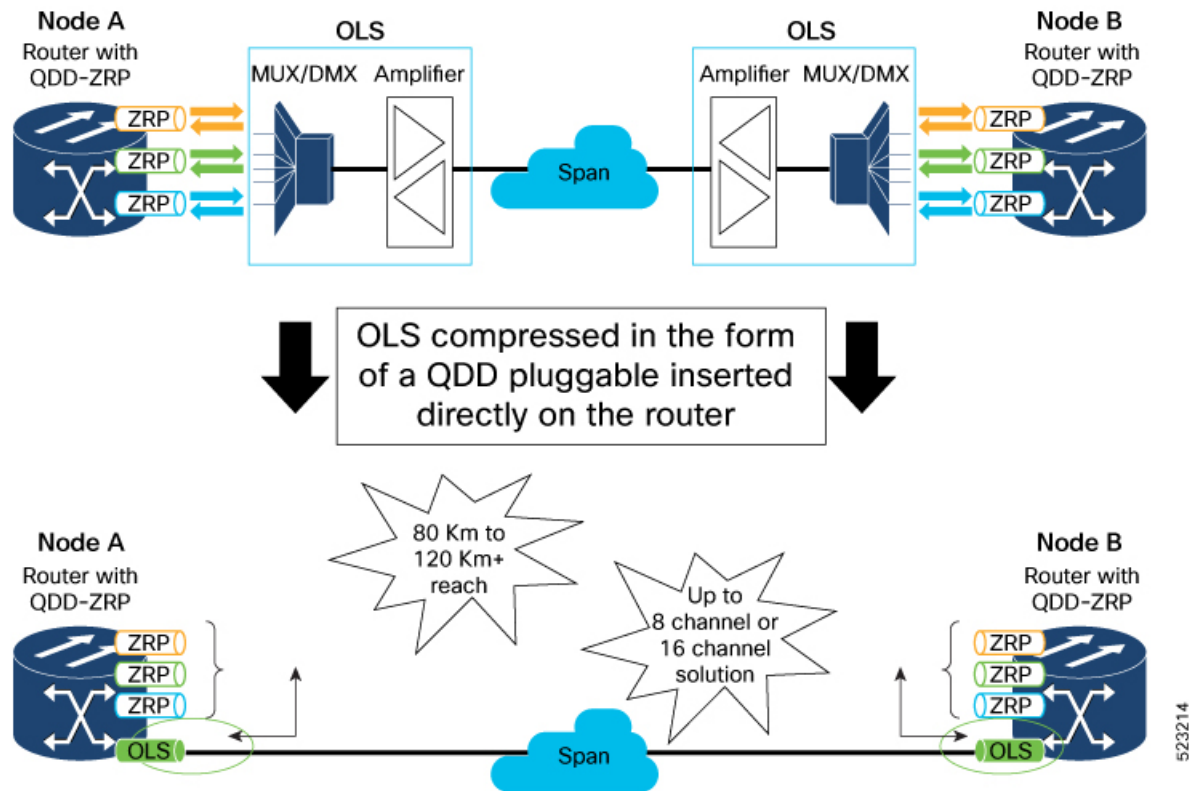 Node A
Router with
QDD-ZRP
OLS
MUX/DMX
Amplifier
ZRP
ZRP
ZRP
Span
OLS
Amplifier
MUX/DMX
Node B
Router with
QDD-ZRP
ZRP
ZRP
ZRP
OLS compressed in the form
of a QDD pluggable inserted
directly on the router
80 Km to
120 Km+
reach
Up to
8 channel or
16 channel
solution
Node A
Router with
QDD-ZRP
ZRP
ZRP
ZRP
OLS
Span
Node B
Router with
QDD-ZRP
ZRP
ZRP
ZRP
OLS
523214